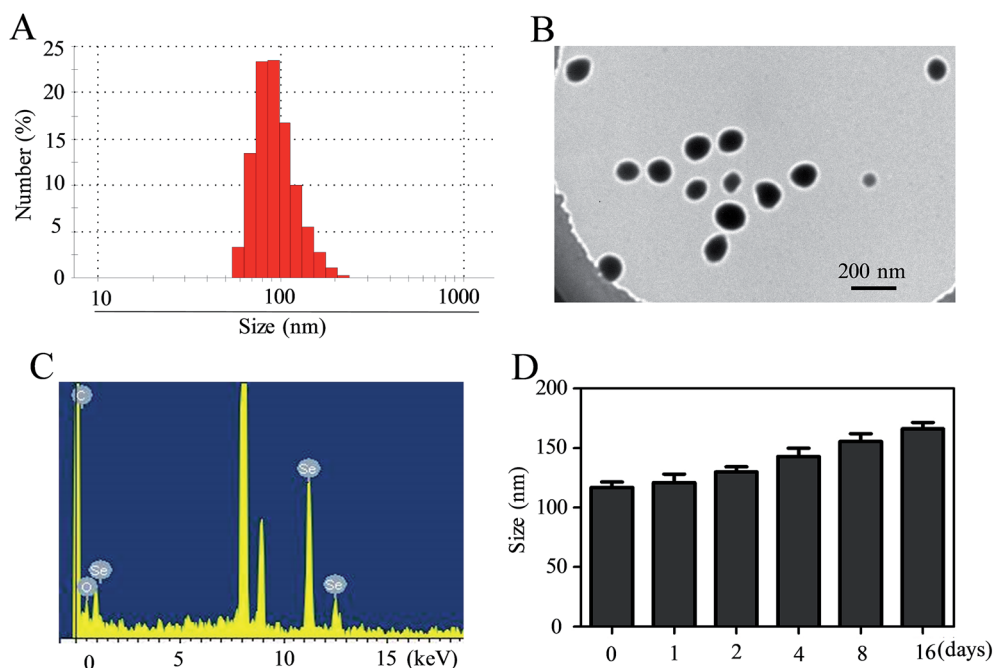 A
25
20
15
10
5
0
Number (%)
10 100 1000
Size (nm)
B
200 nm
C
C
O
Se
Se
Se
0 5 10 15 (keV)
D
200
150
100
50
0
Size (nm)
0 1 2 4 8 16 (days)